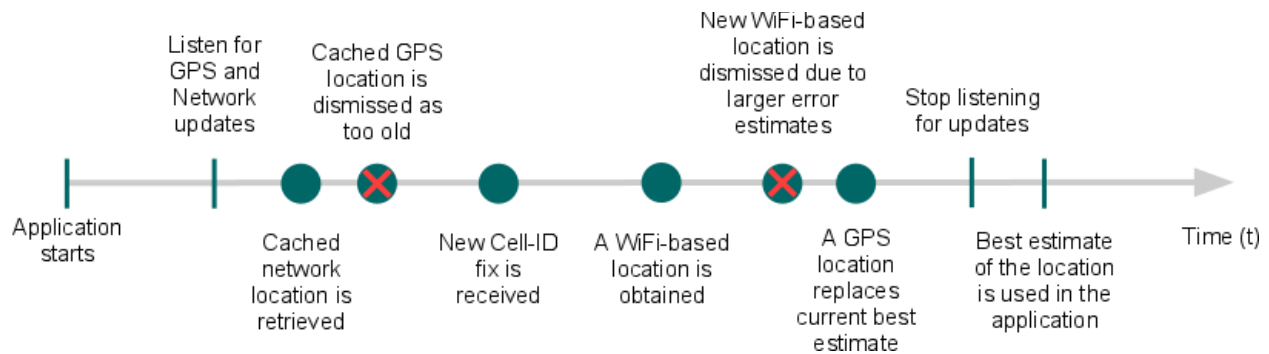 Application
starts
Listen for
GPS and
Network
updates
Cached
network
location is
retrieved
Cached GPS
location is
dismissed as
too old
New Cell-ID
fix is
received
A WiFi-based
location is
obtained
New WiFi-based
location is
dismissed due to
larger error
estimates
A GPS
location
replaces
current best
estimate
Stop listening
for updates
Best estimate
of the location
is used in the
application
Time (t)